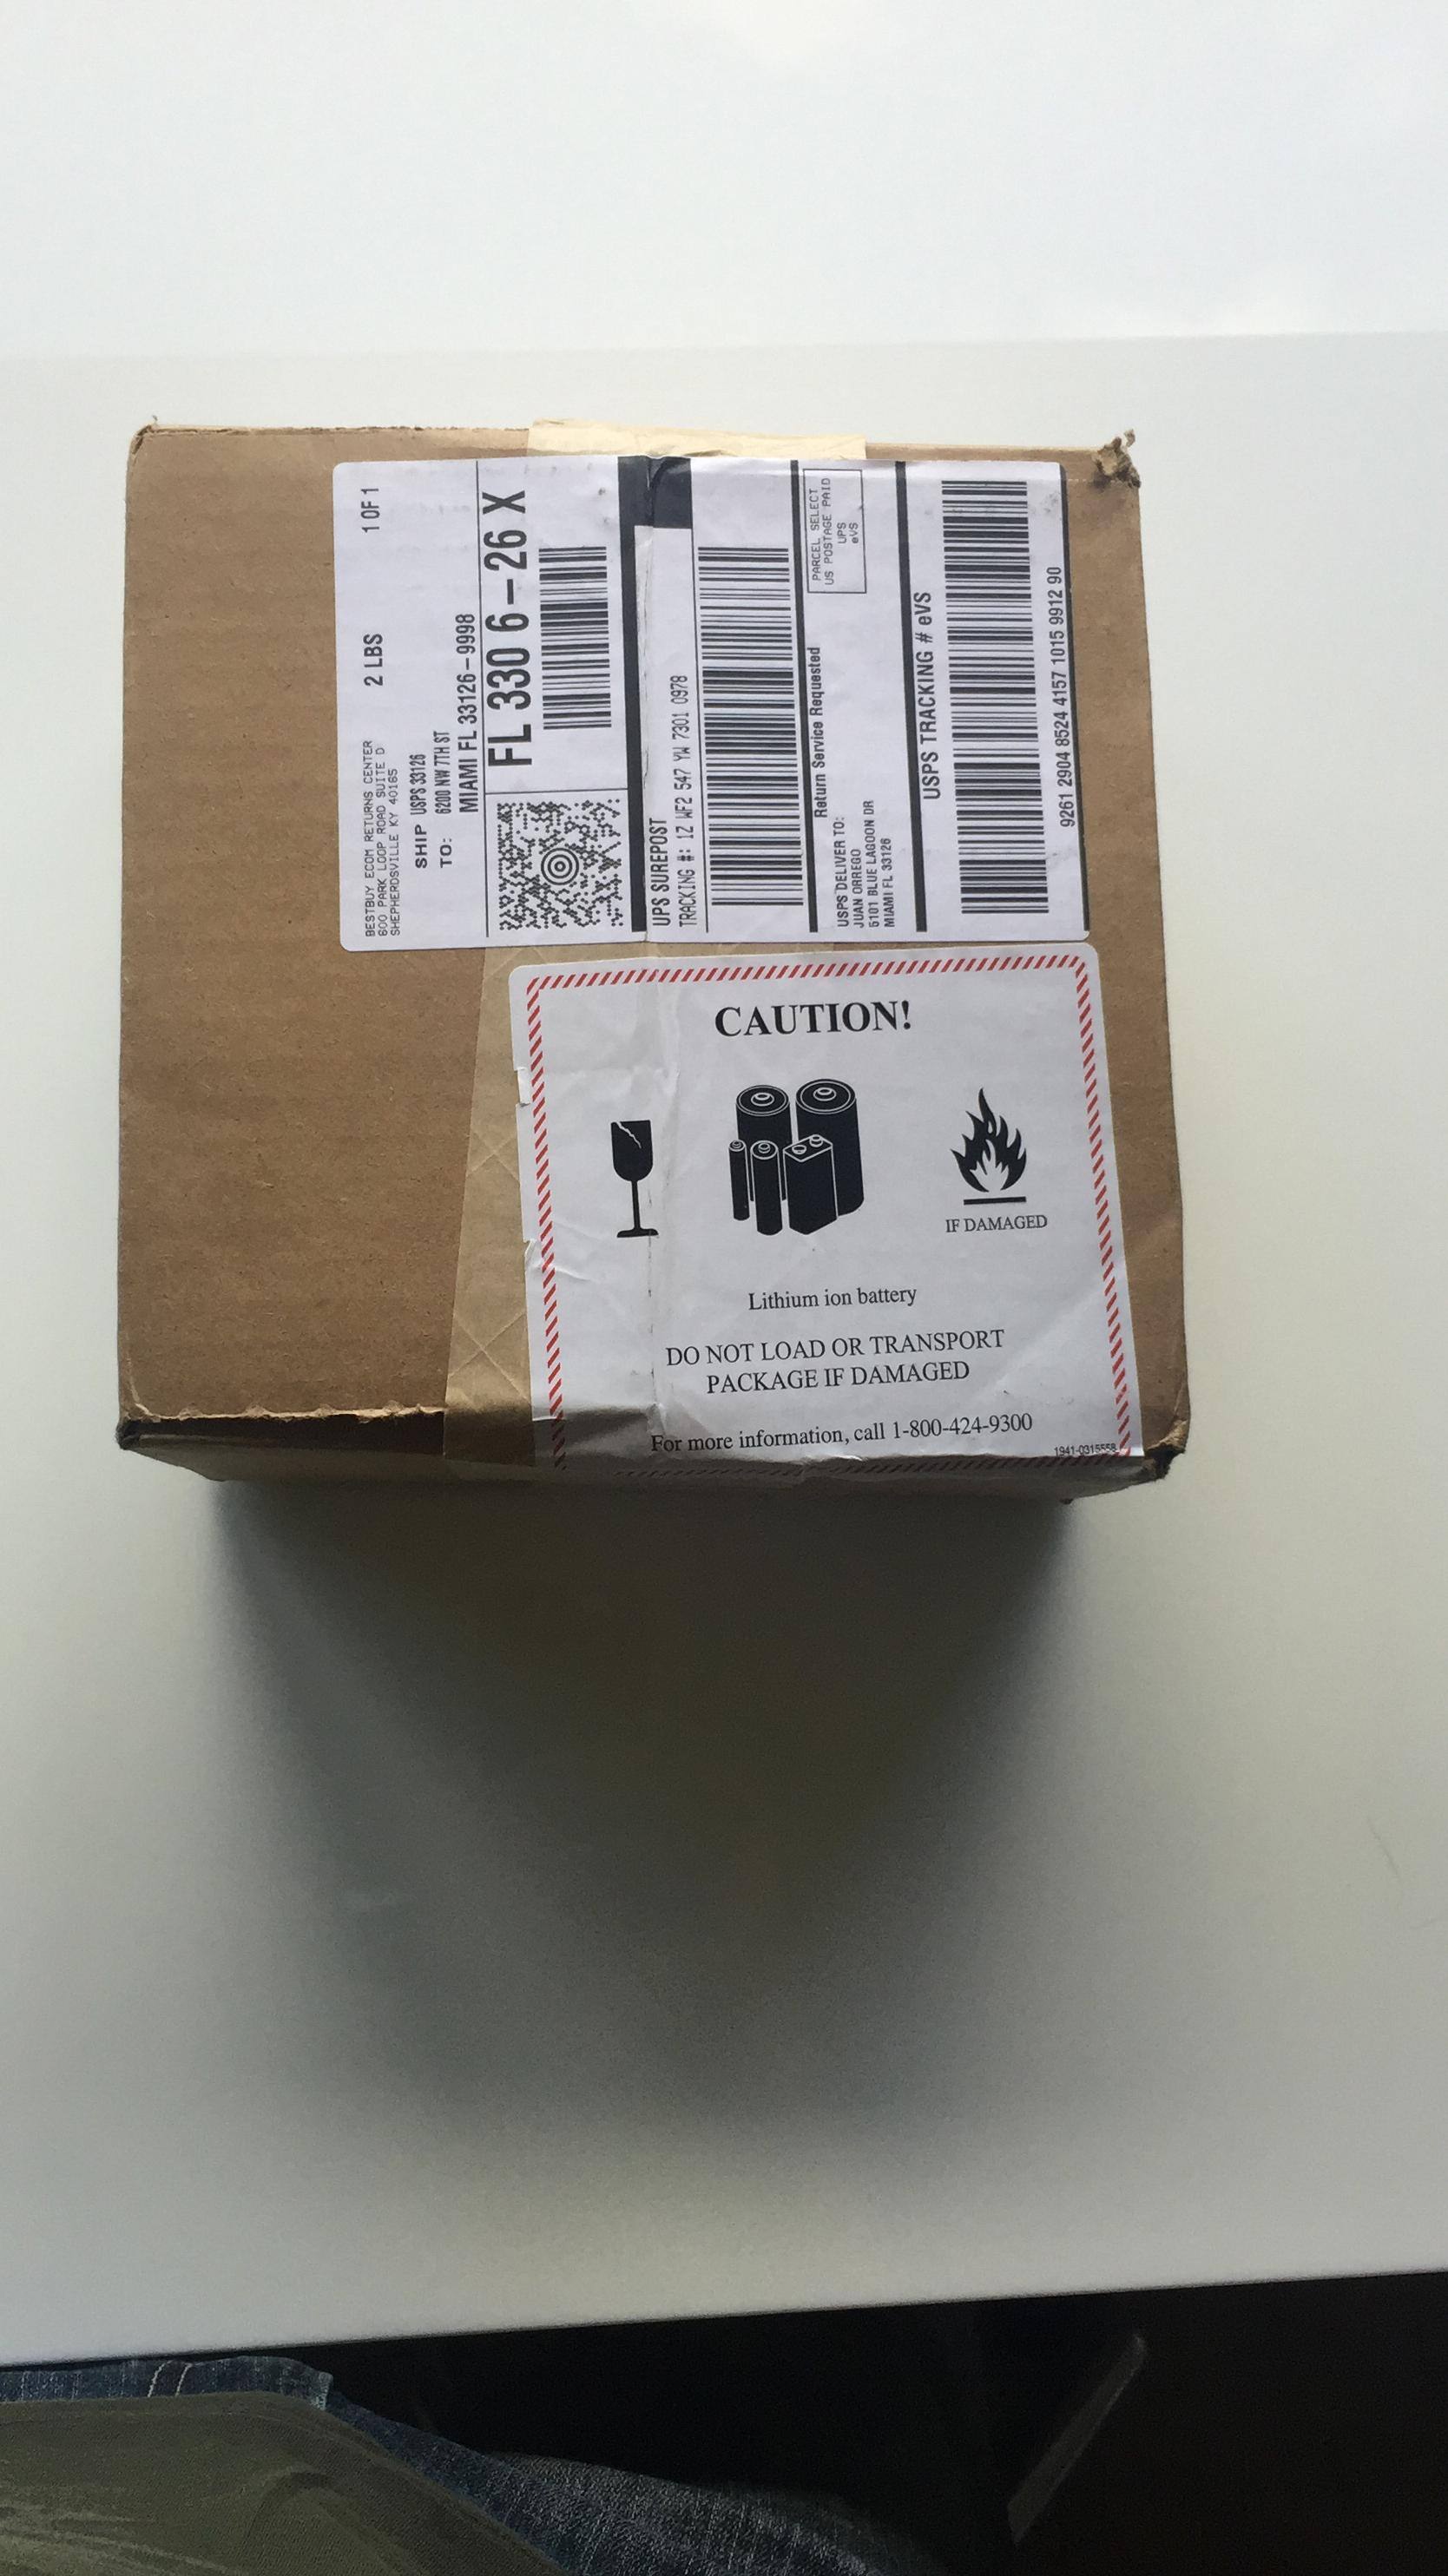 BESTBUY ECOM RETURNS CENTER
600 PARK LOOP ROAD SUITE D
SHEPHERDSVILLE KY 40165
2 LBS
1 OF 1
SHIP TO:
USPS 33126
6200 NW 7TH ST
MIAMI FL 33126-9998
FL 330 6-26 X
UPS SUREPOST
TRACKING #: 1Z WF2 547 YW 7301 0978
PARCEL SELECT
US POSTAGE PAID
UPS
eVS
Return Service Requested
USPS DELIVER TO:
JUAN ORREGO
5101 BLUE LAGOON DR
MIAMI FL 33126
USPS TRACKING # eVS
9261 2904 8524 4157 1015 9912 90
CAUTION!
IF DAMAGED
Lithium ion battery
DO NOT LOAD OR TRANSPORT
PACKAGE IF DAMAGED
For more information, call 1-800-424-9300
1941-0315558